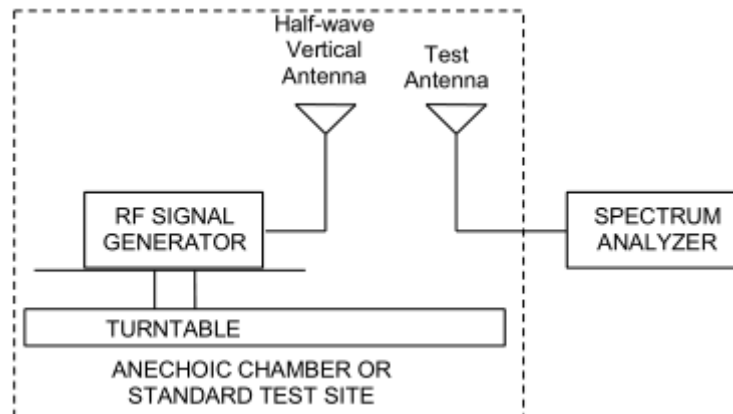 Half-wave
Vertical
Antenna
Test
Antenna
RF SIGNAL
GENERATOR
SPECTRUM
ANALYZER
TURNTABLE
ANECHOIC CHAMBER OR
STANDARD TEST SITE